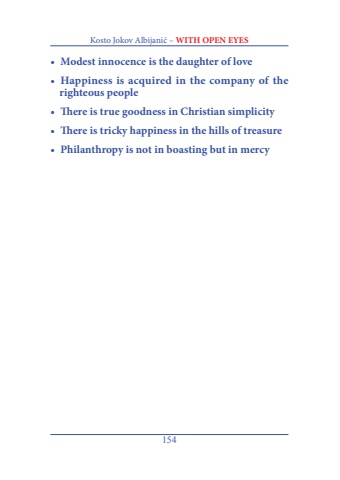 Kosto Jokov Albijanić – WITH OPEN EYES
• Modest innocence is the daughter of love
• Happiness is acquired in the company of the
righteous people
• There is true goodness in Christian simplicity
• There is tricky happiness in the hills of treasure
• Philanthropy is not in boasting but in mercy
154